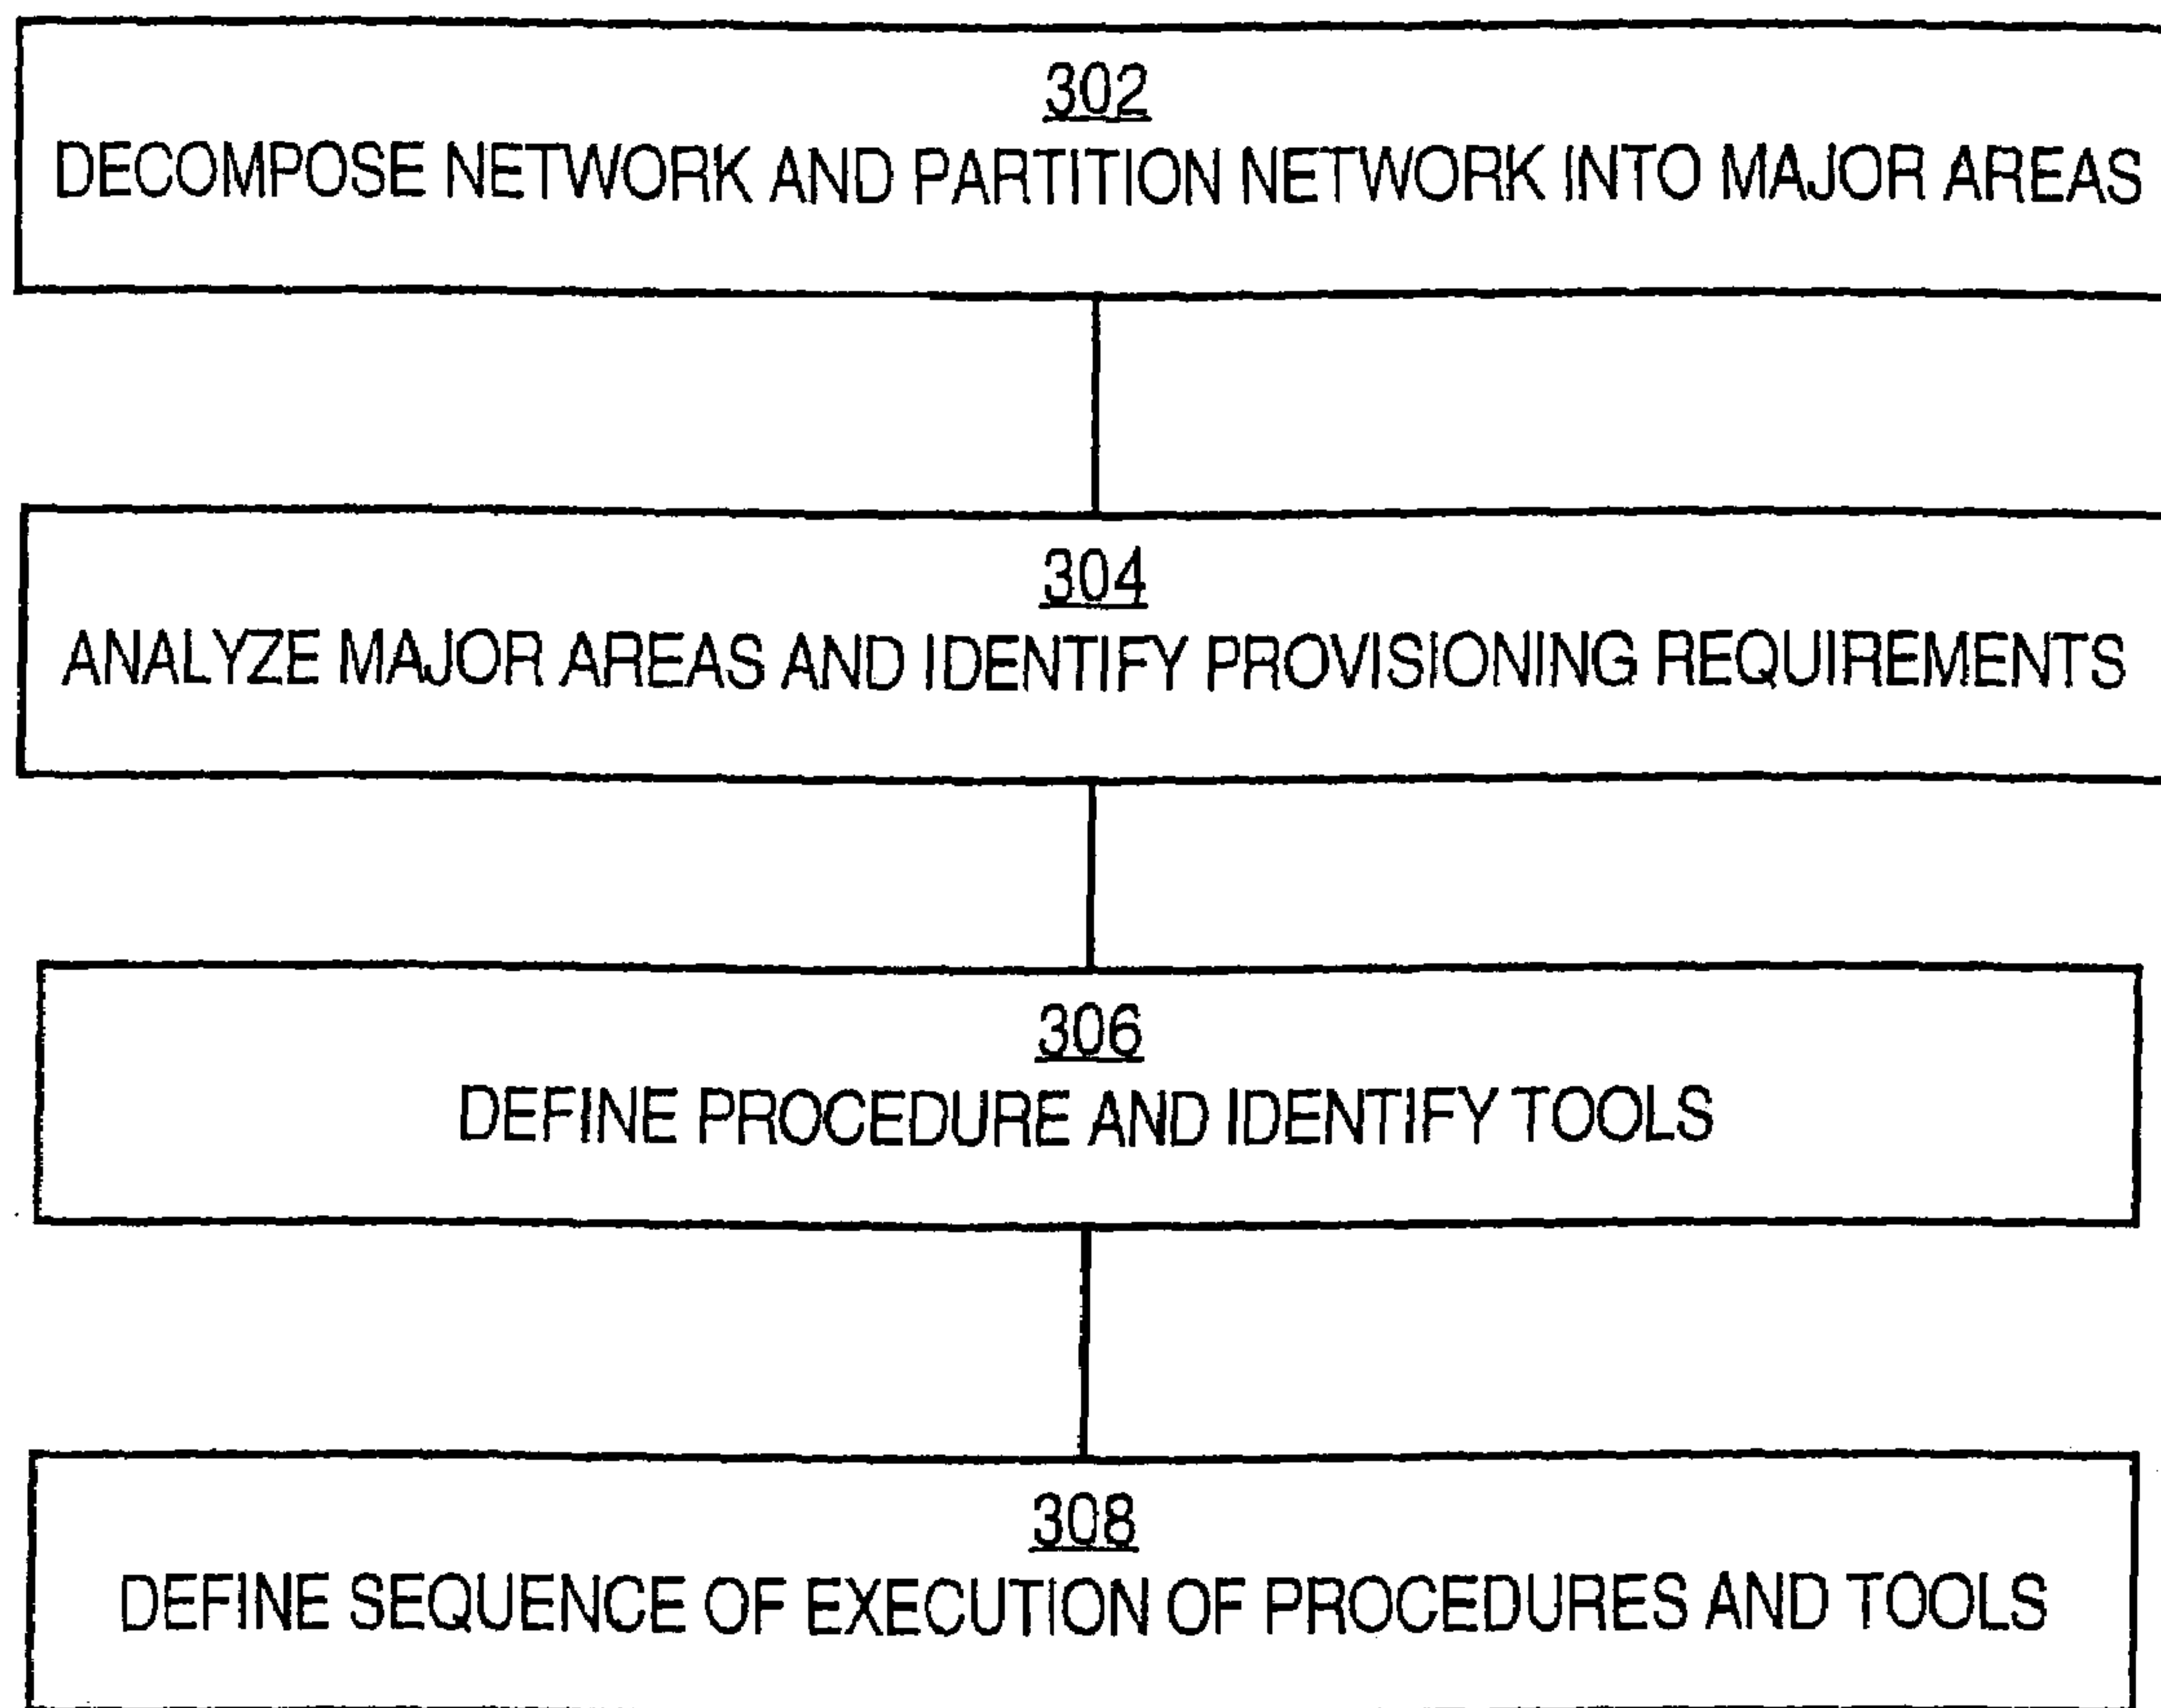 302
DECOMPOSE NETWORK AND PARTITION NETWORK INTO MAJOR AREAS
304
ANALYZE MAJOR AREAS AND IDENTIFY PROVISIONING REQUIREMENTS
306
DEFINE PROCEDURE AND IDENTIFY TOOLS
308
DEFINE SEQUENCE OF EXECUTION OF PROCEDURES AND TOOLS